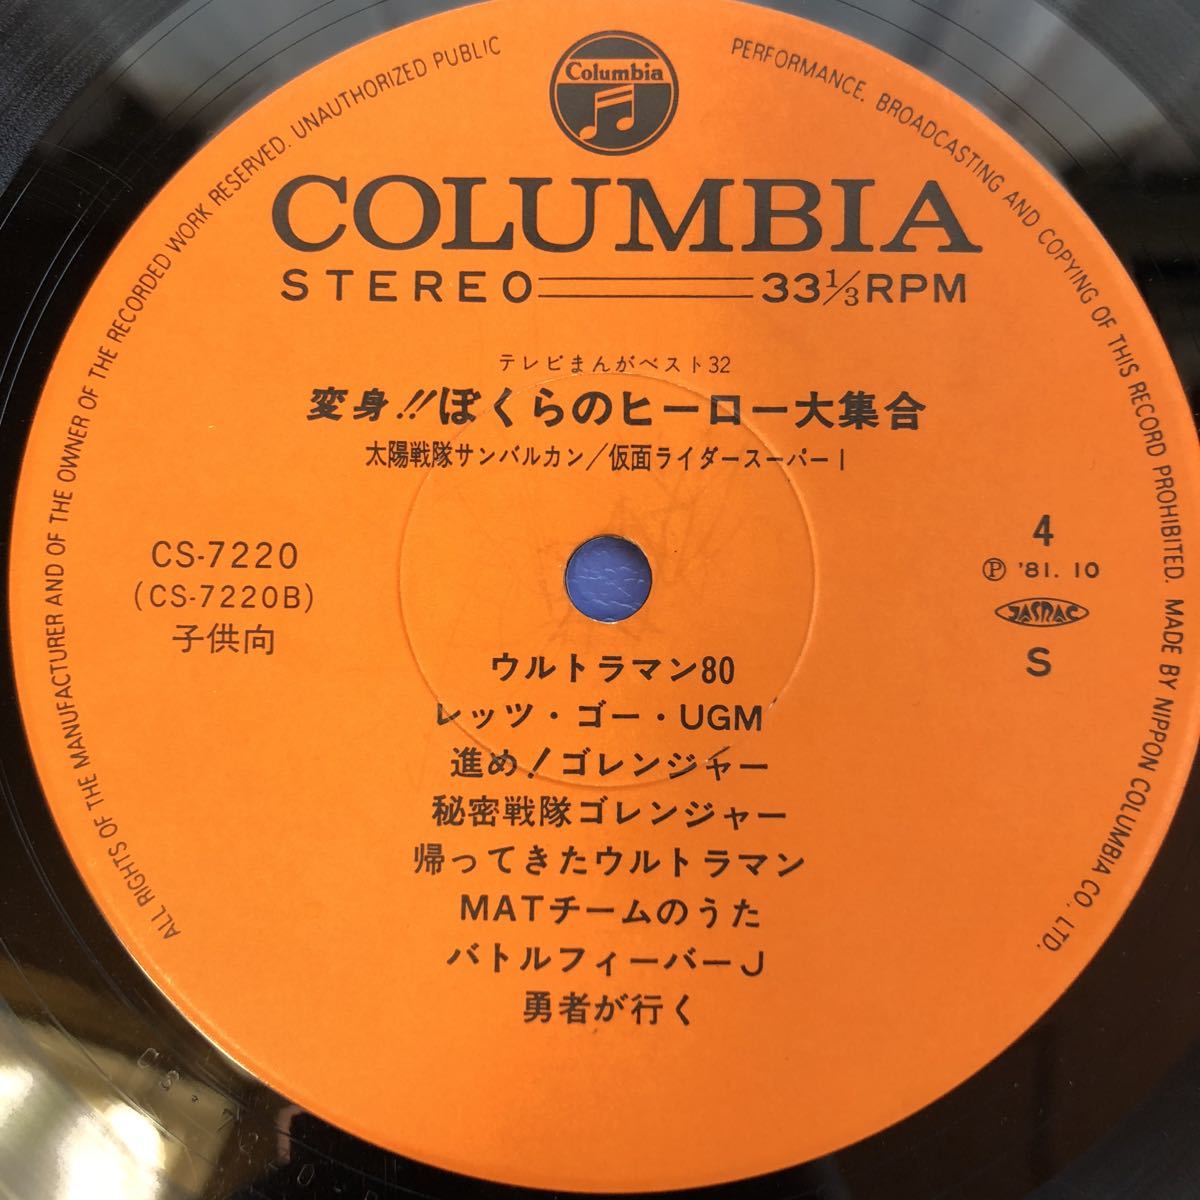 ALL RIGHTS OF THE MANUFACTURER AND OF THE OWNER OF THE RECORDED WORK RESERVED. UNAUTHORIZED PUBLIC PERFORMANCE, BROADCASTING AND COPYING OF THIS RECORD PROHIBITED. MADE BY NIPPON COLUMBIA CO., LTD.
Columbia
COLUMBIA
STEREO 33⅓RPM
テレビまんがベスト32
変身!!ぼくらのヒーロー大集合
太陽戦隊サンバルカン/仮面ライダースーパー1
CS-7220
(CS-7220B)
子供向
4
Ⓟ '81. 10
JASRAC
S
ウルトラマン80
レッツ・ゴー・UGM
進め!ゴレンジャー
秘密戦隊ゴレンジャー
帰ってきたウルトラマン
MATチームのうた
バトルフィーバーJ
勇者が行く